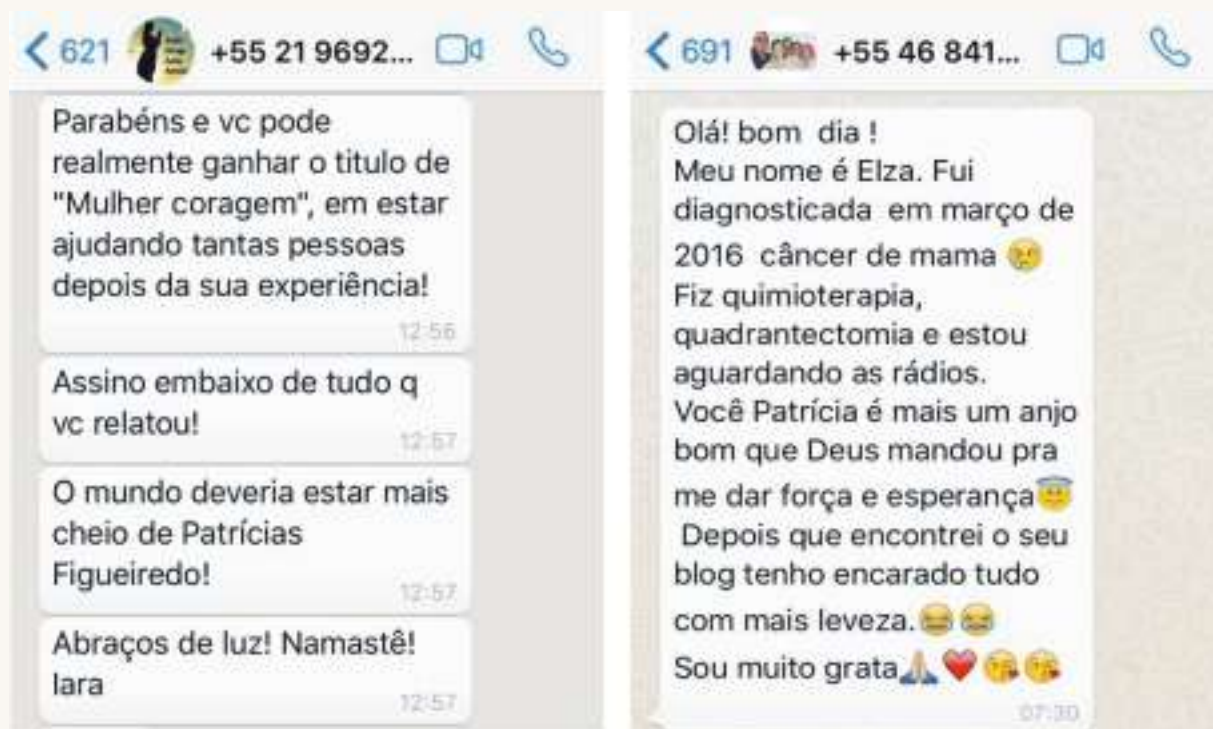 621 +55 21 9692...
Parabéns e vc pode
realmente ganhar o titulo de
"Mulher coragem", em estar
ajudando tantas pessoas
depois da sua experiência!
12:56
Assino embaixo de tudo q
vc relatou!
12:57
O mundo deveria estar mais
cheio de Patrícias
Figueiredo!
12:57
Abraços de luz! Namastê!
Iara
12:57
691 +55 46 841...
Olá! bom dia !
Meu nome é Elza. Fui
diagnosticada em março de
2016 câncer de mama 😢
Fiz quimioterapia,
quadrantectomia e estou
aguardando as rádios.
Você Patrícia é mais um anjo
bom que Deus mandou pra
me dar força e esperança😇
Depois que encontrei o seu
blog tenho encarado tudo
com mais leveza.😂😂
Sou muito grata🙏❤️😘😘
07:30